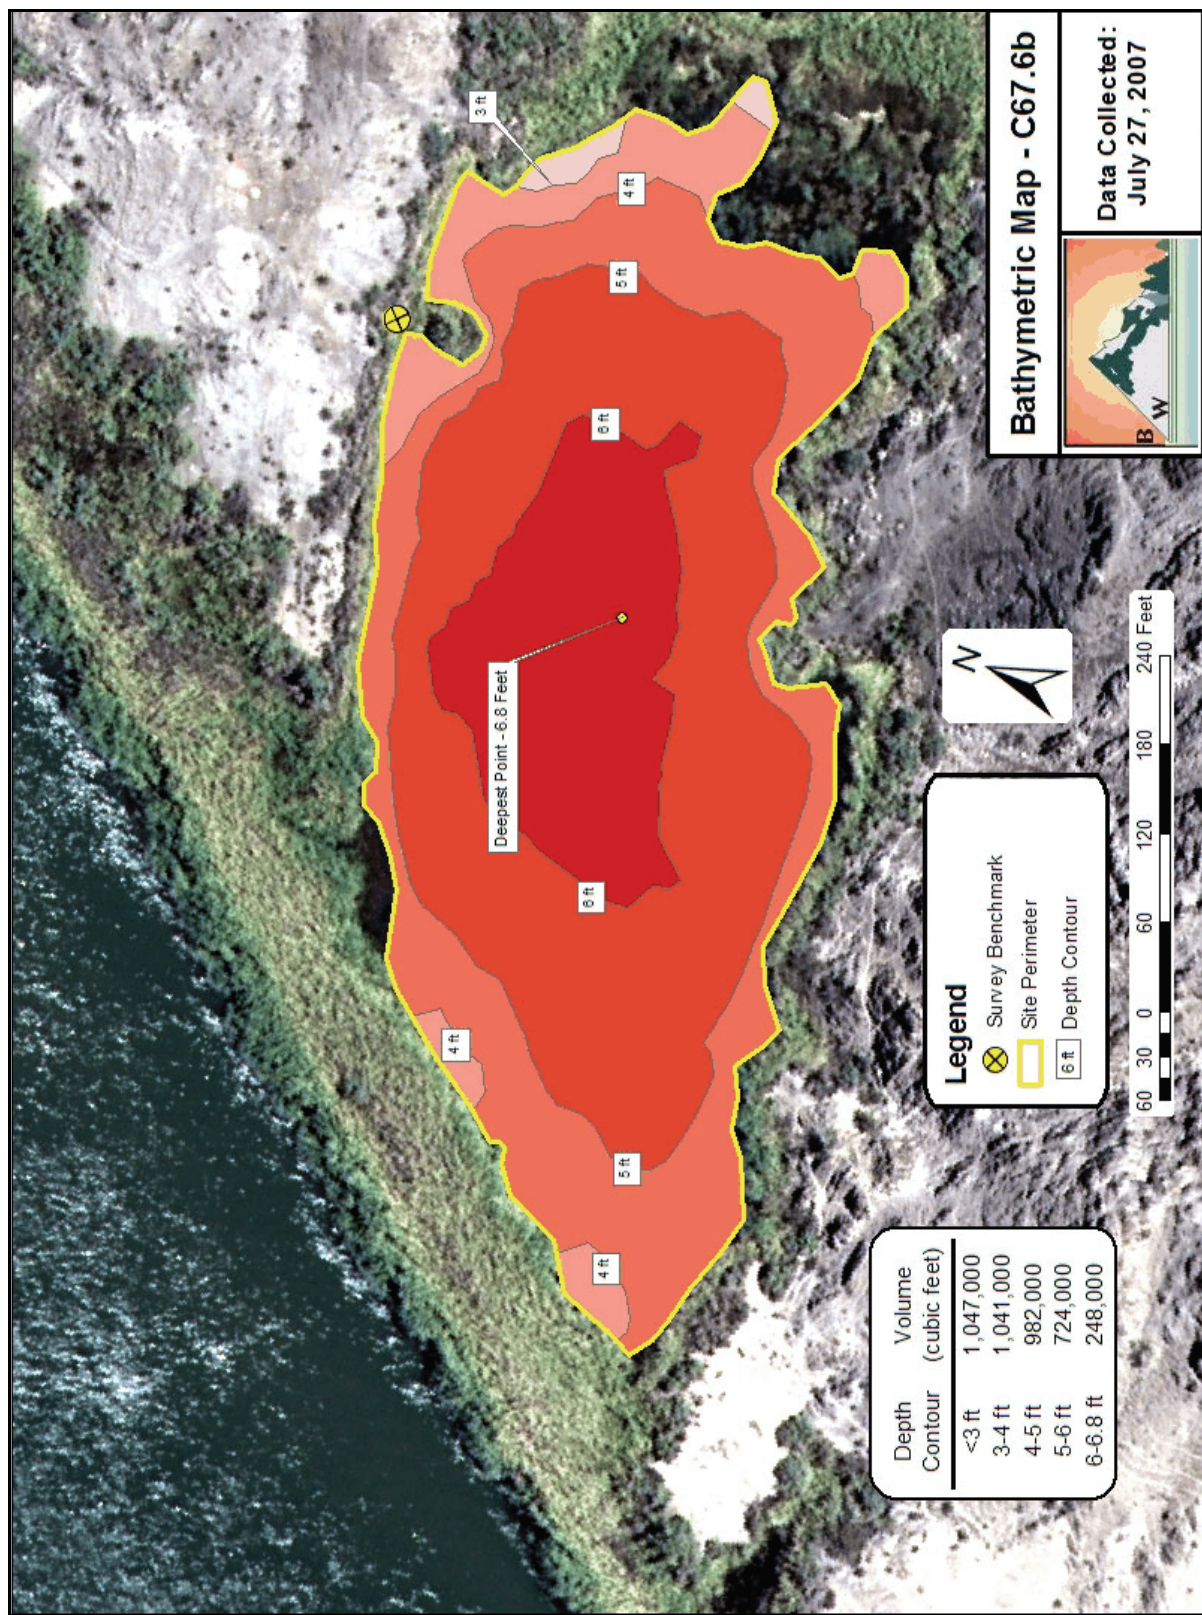 3 ft
4 ft
5 ft
6 ft
Deepest Point - 6.8 Feet
6 ft
4 ft
5 ft
4 ft
Bathymetric Map - C67.6b
B W
Data Collected:
July 27, 2007
N
Legend
Survey Benchmark
Site Perimeter
6 ft Depth Contour
60 30 0 60 120 180 240 Feet
Depth Contour Volume (cubic feet)
<3 ft 1,047,000
3-4 ft 1,041,000
4-5 ft 982,000
5-6 ft 724,000
6-6.8 ft 248,000